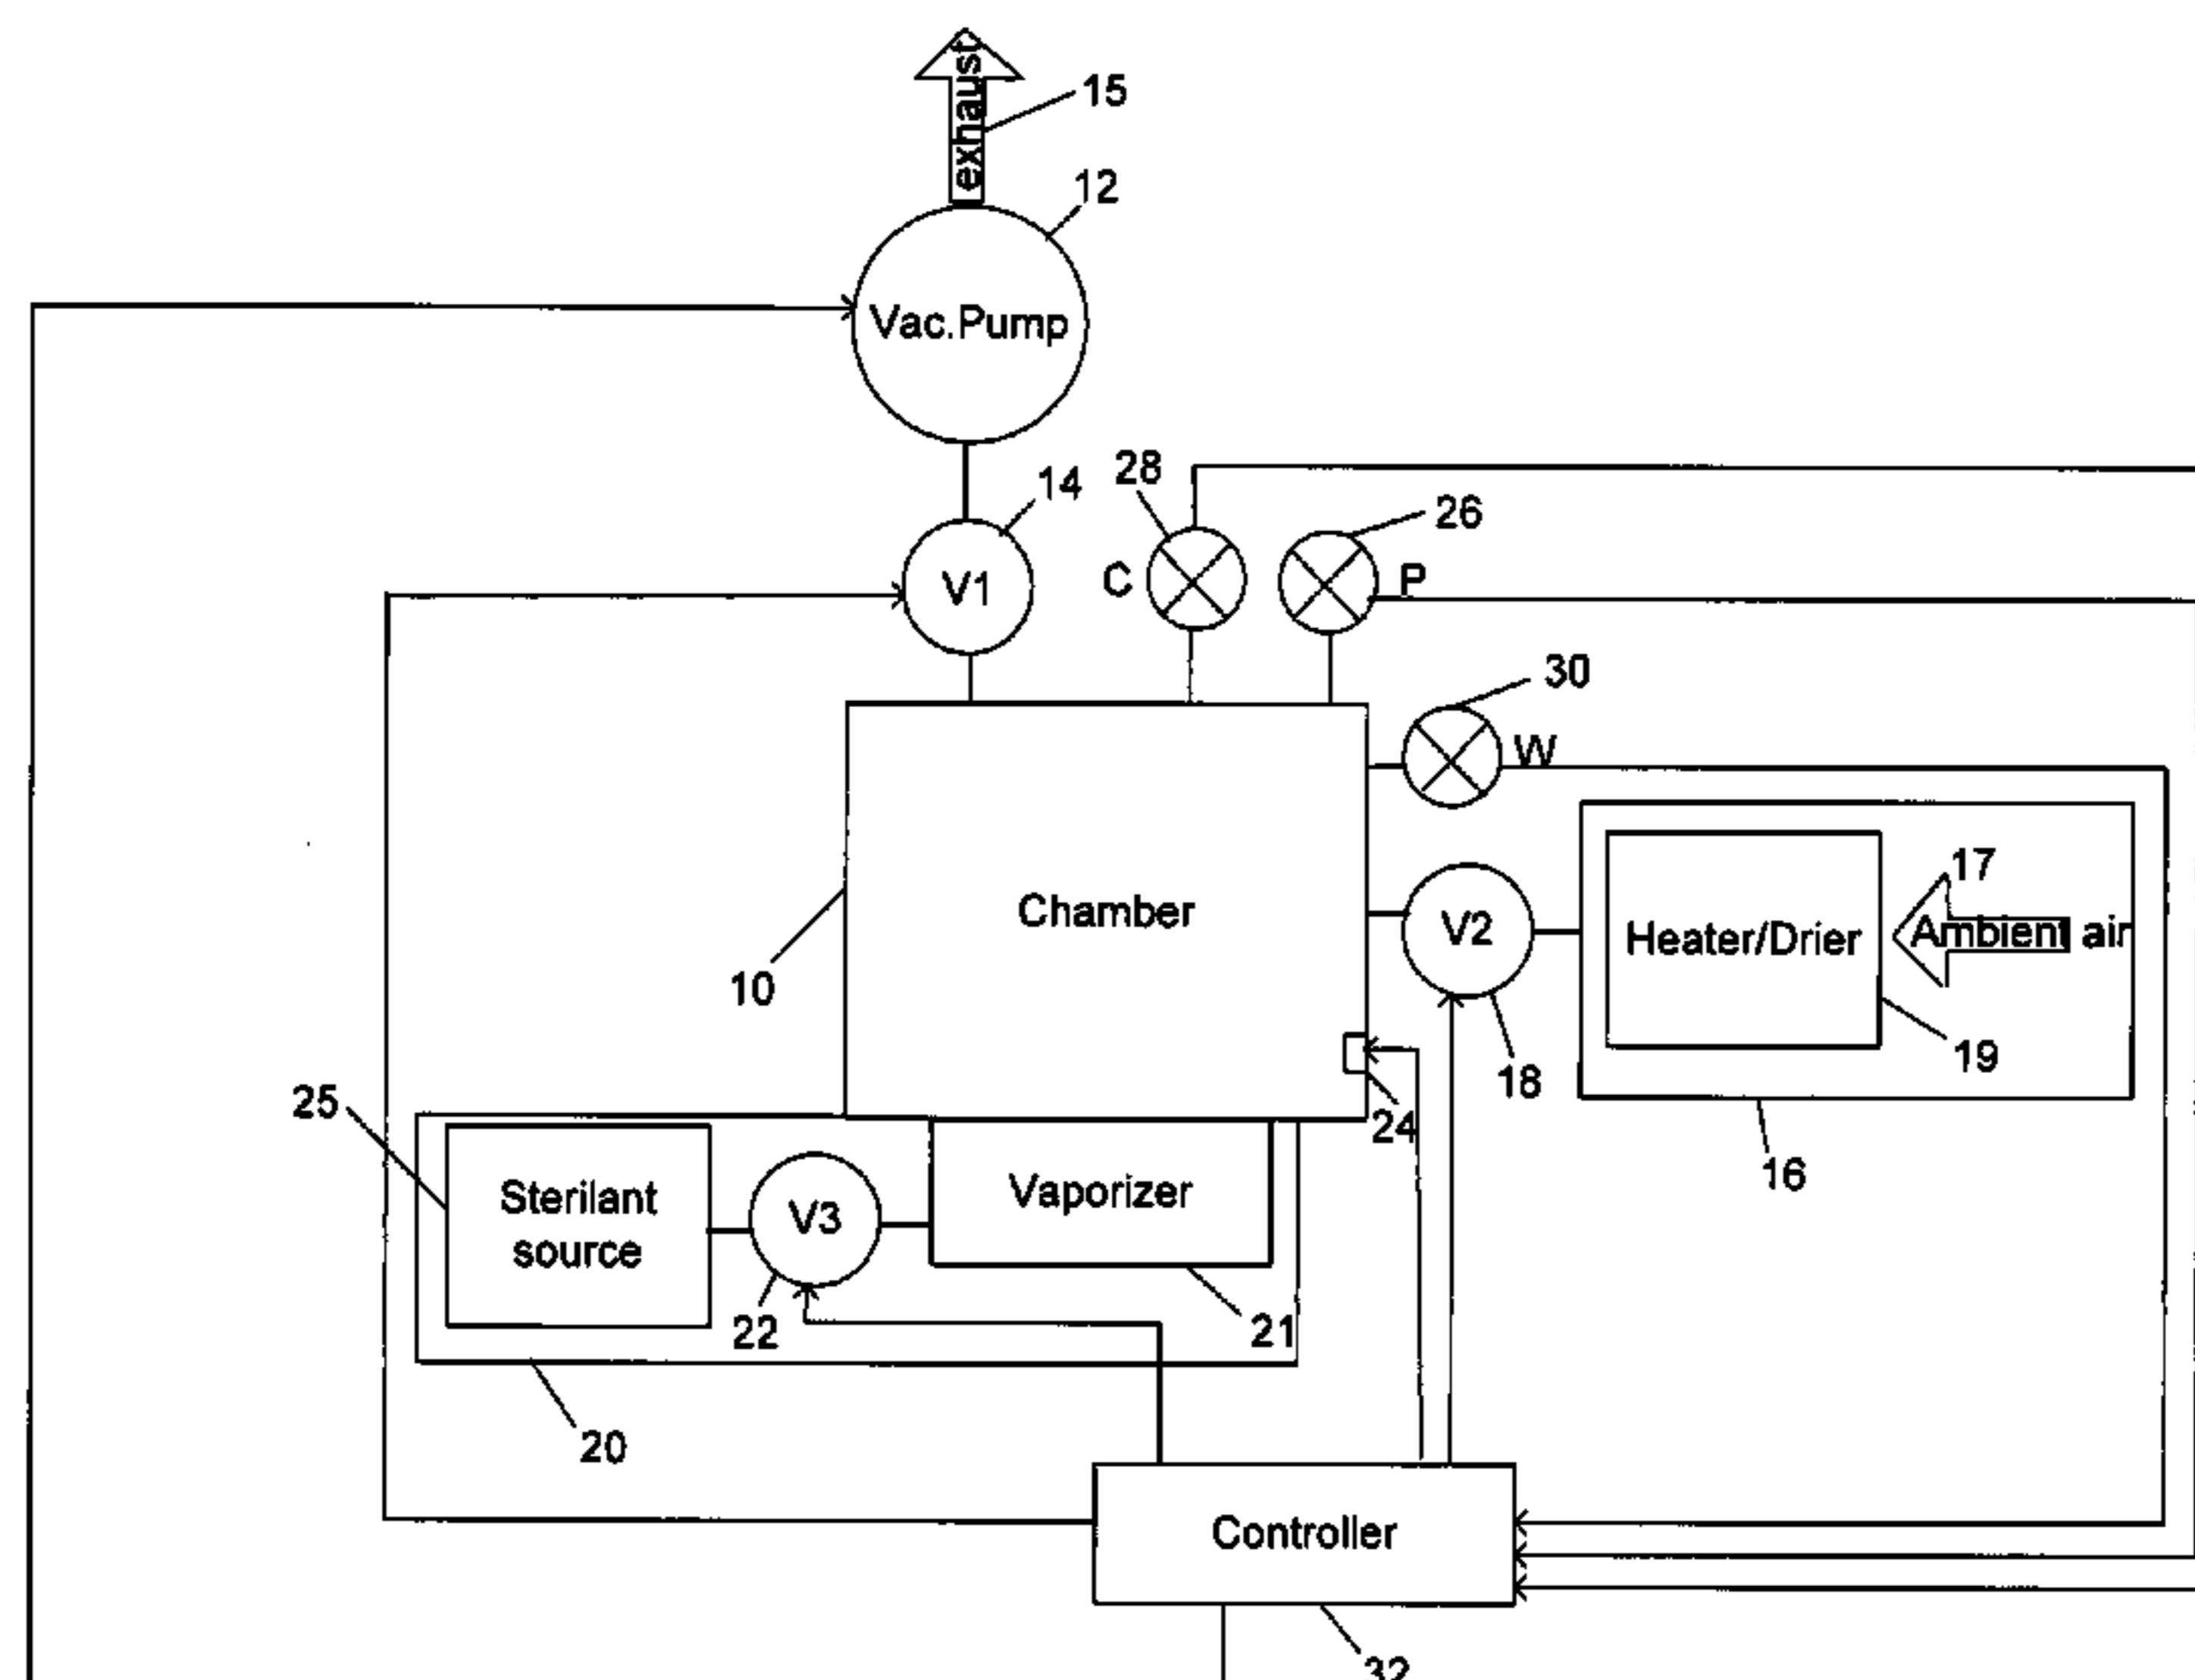 exhaust
15
12
Vac.Pump
14
28
26
V1
C
P
30
W
17
Chamber
V2
Heater/Drier
Ambient air
10
18
19
24
25
16
Sterilant
source
V3
Vaporizer
22
21
20
Controller
32